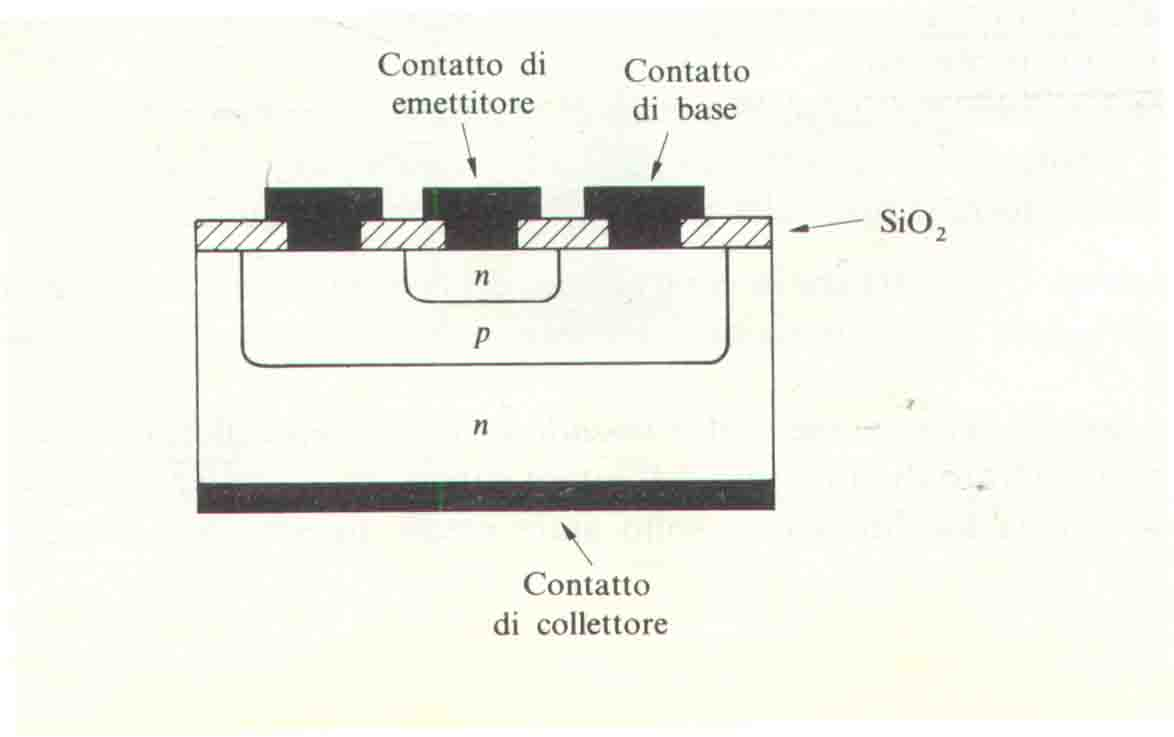 Contatto di
emettitore
Contatto
di base
SiO₂
n
p
n
Contatto
di collettore